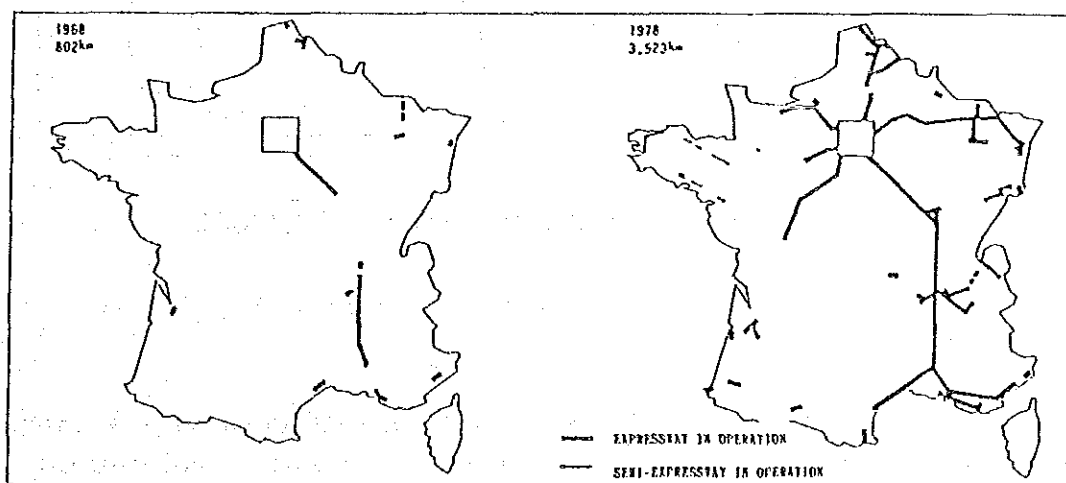 1968
802km
1978
3,523km
EXPRESSWAY IN OPERATION
SEMI-EXPRESSWAY IN OPERATION